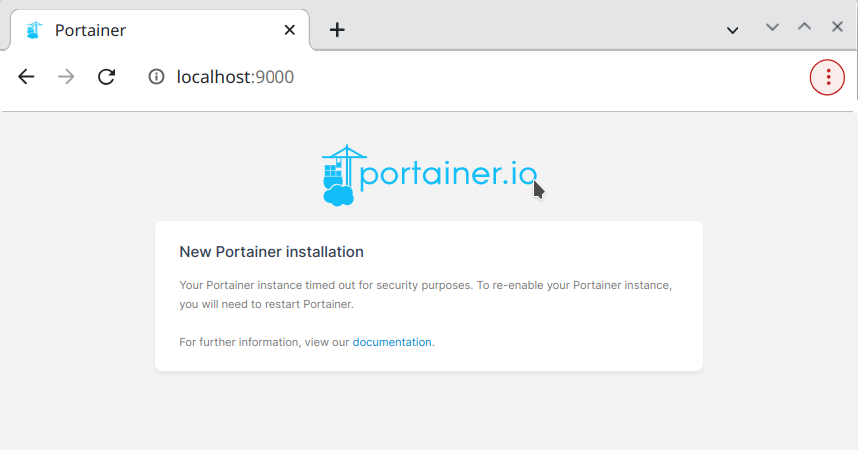 Portainer
localhost:9000
portainer.io
New Portainer installation
Your Portainer instance timed out for security purposes. To re-enable your Portainer instance,
you will need to restart Portainer.
For further information, view our documentation.